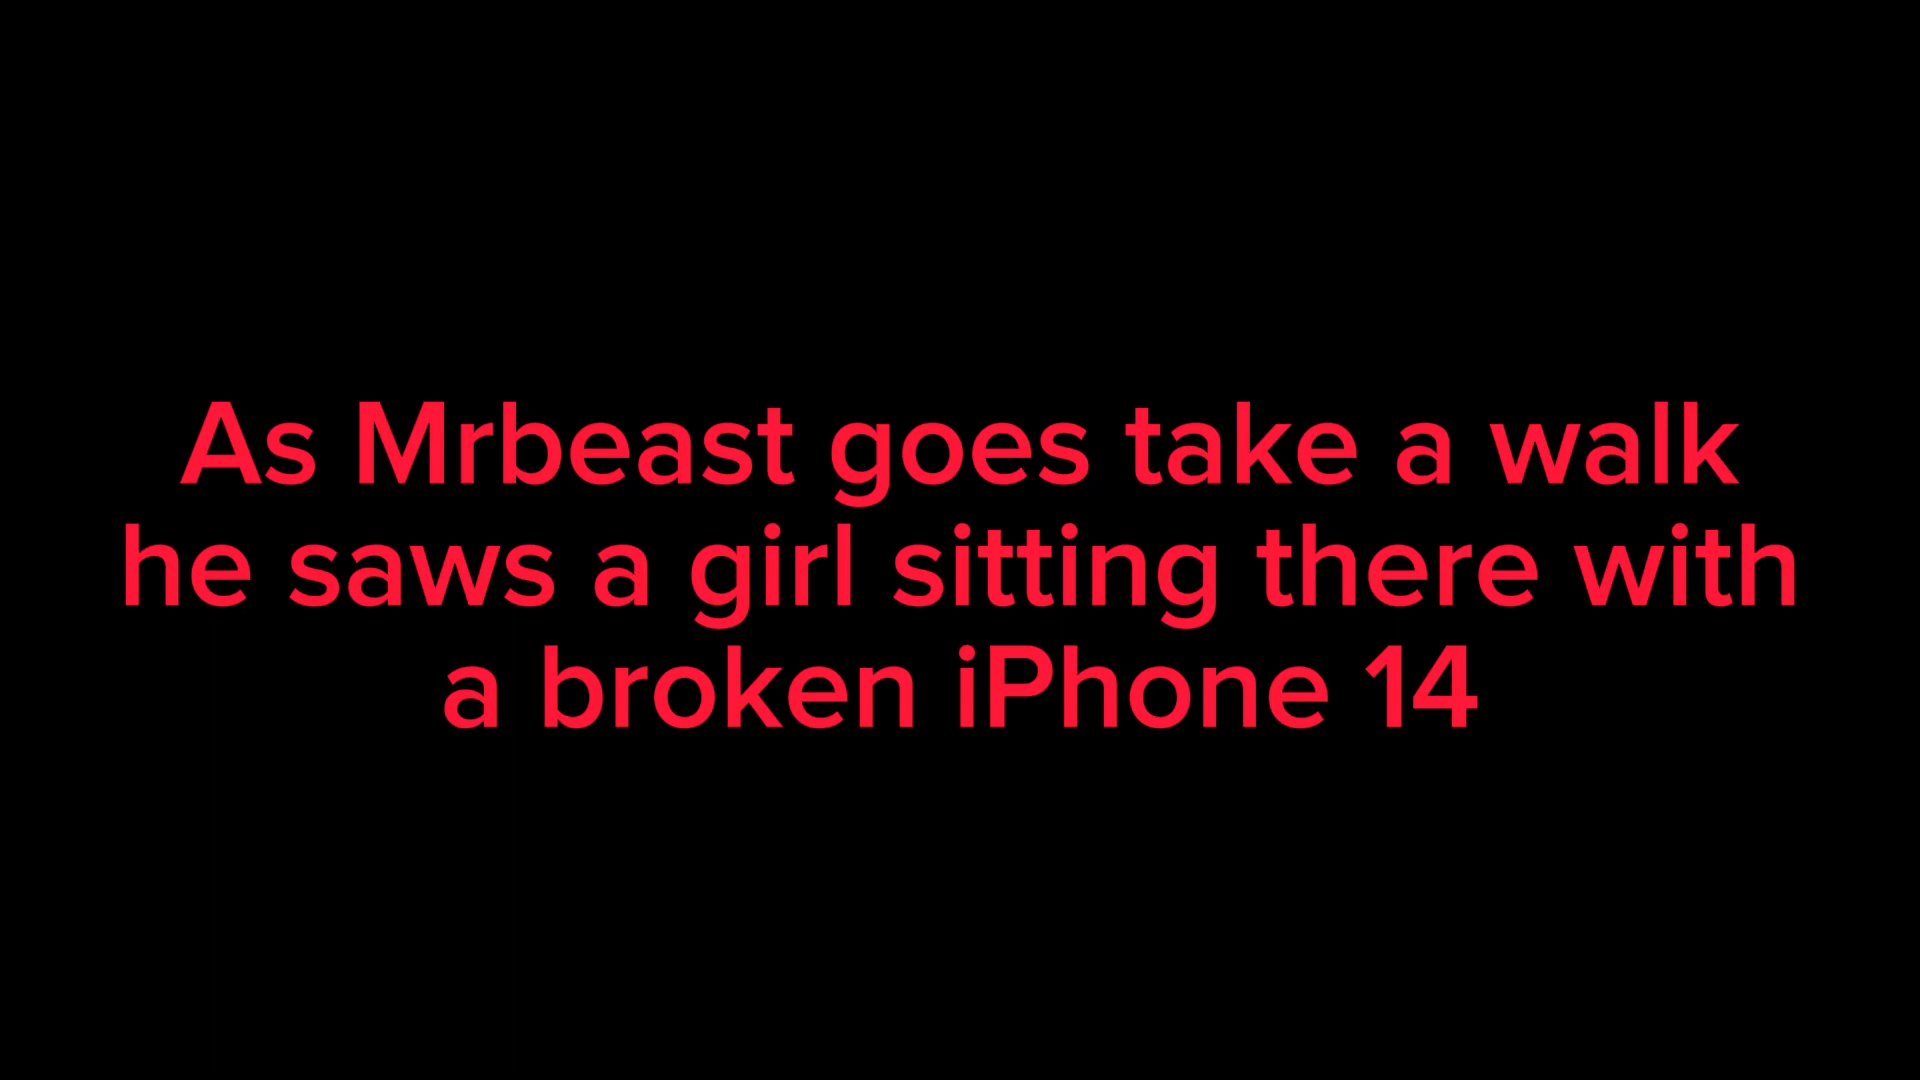 As Mrbeast goes take a walk
he saws a girl sitting there with
a broken iPhone 14